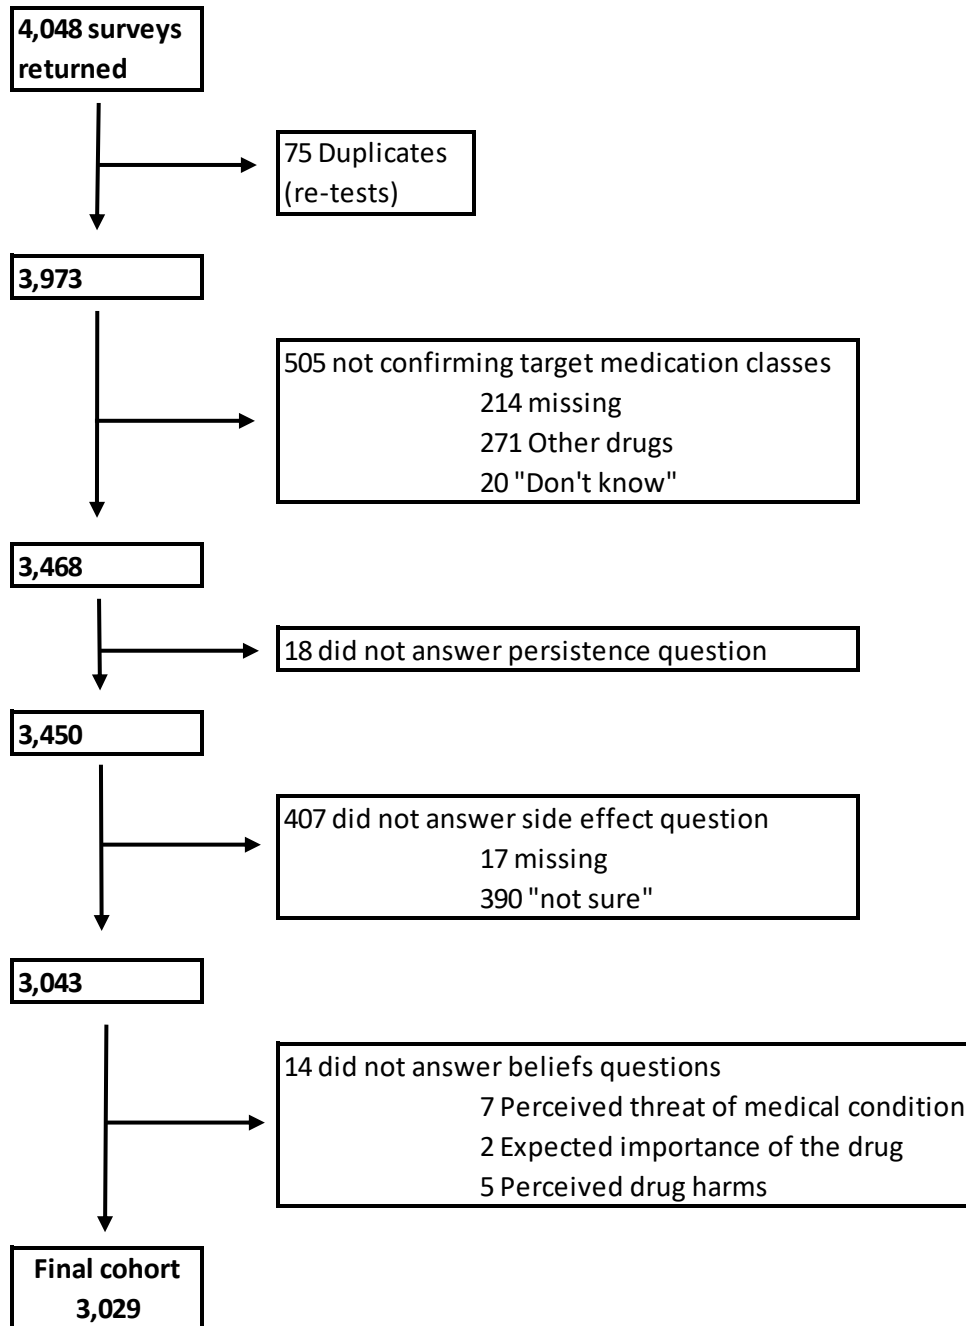 4,048 surveys
returned
75 Duplicates
(re-tests)
3,973
505 not confirming target medication classes
214 missing
271 Other drugs
20 "Don't know"
3,468
18 did not answer persistence question
3,450
407 did not answer side effect question
17 missing
390 "not sure"
3,043
14 did not answer beliefs questions
7 Perceived threat of medical condition
2 Expected importance of the drug
5 Perceived drug harms
Final cohort
3,029